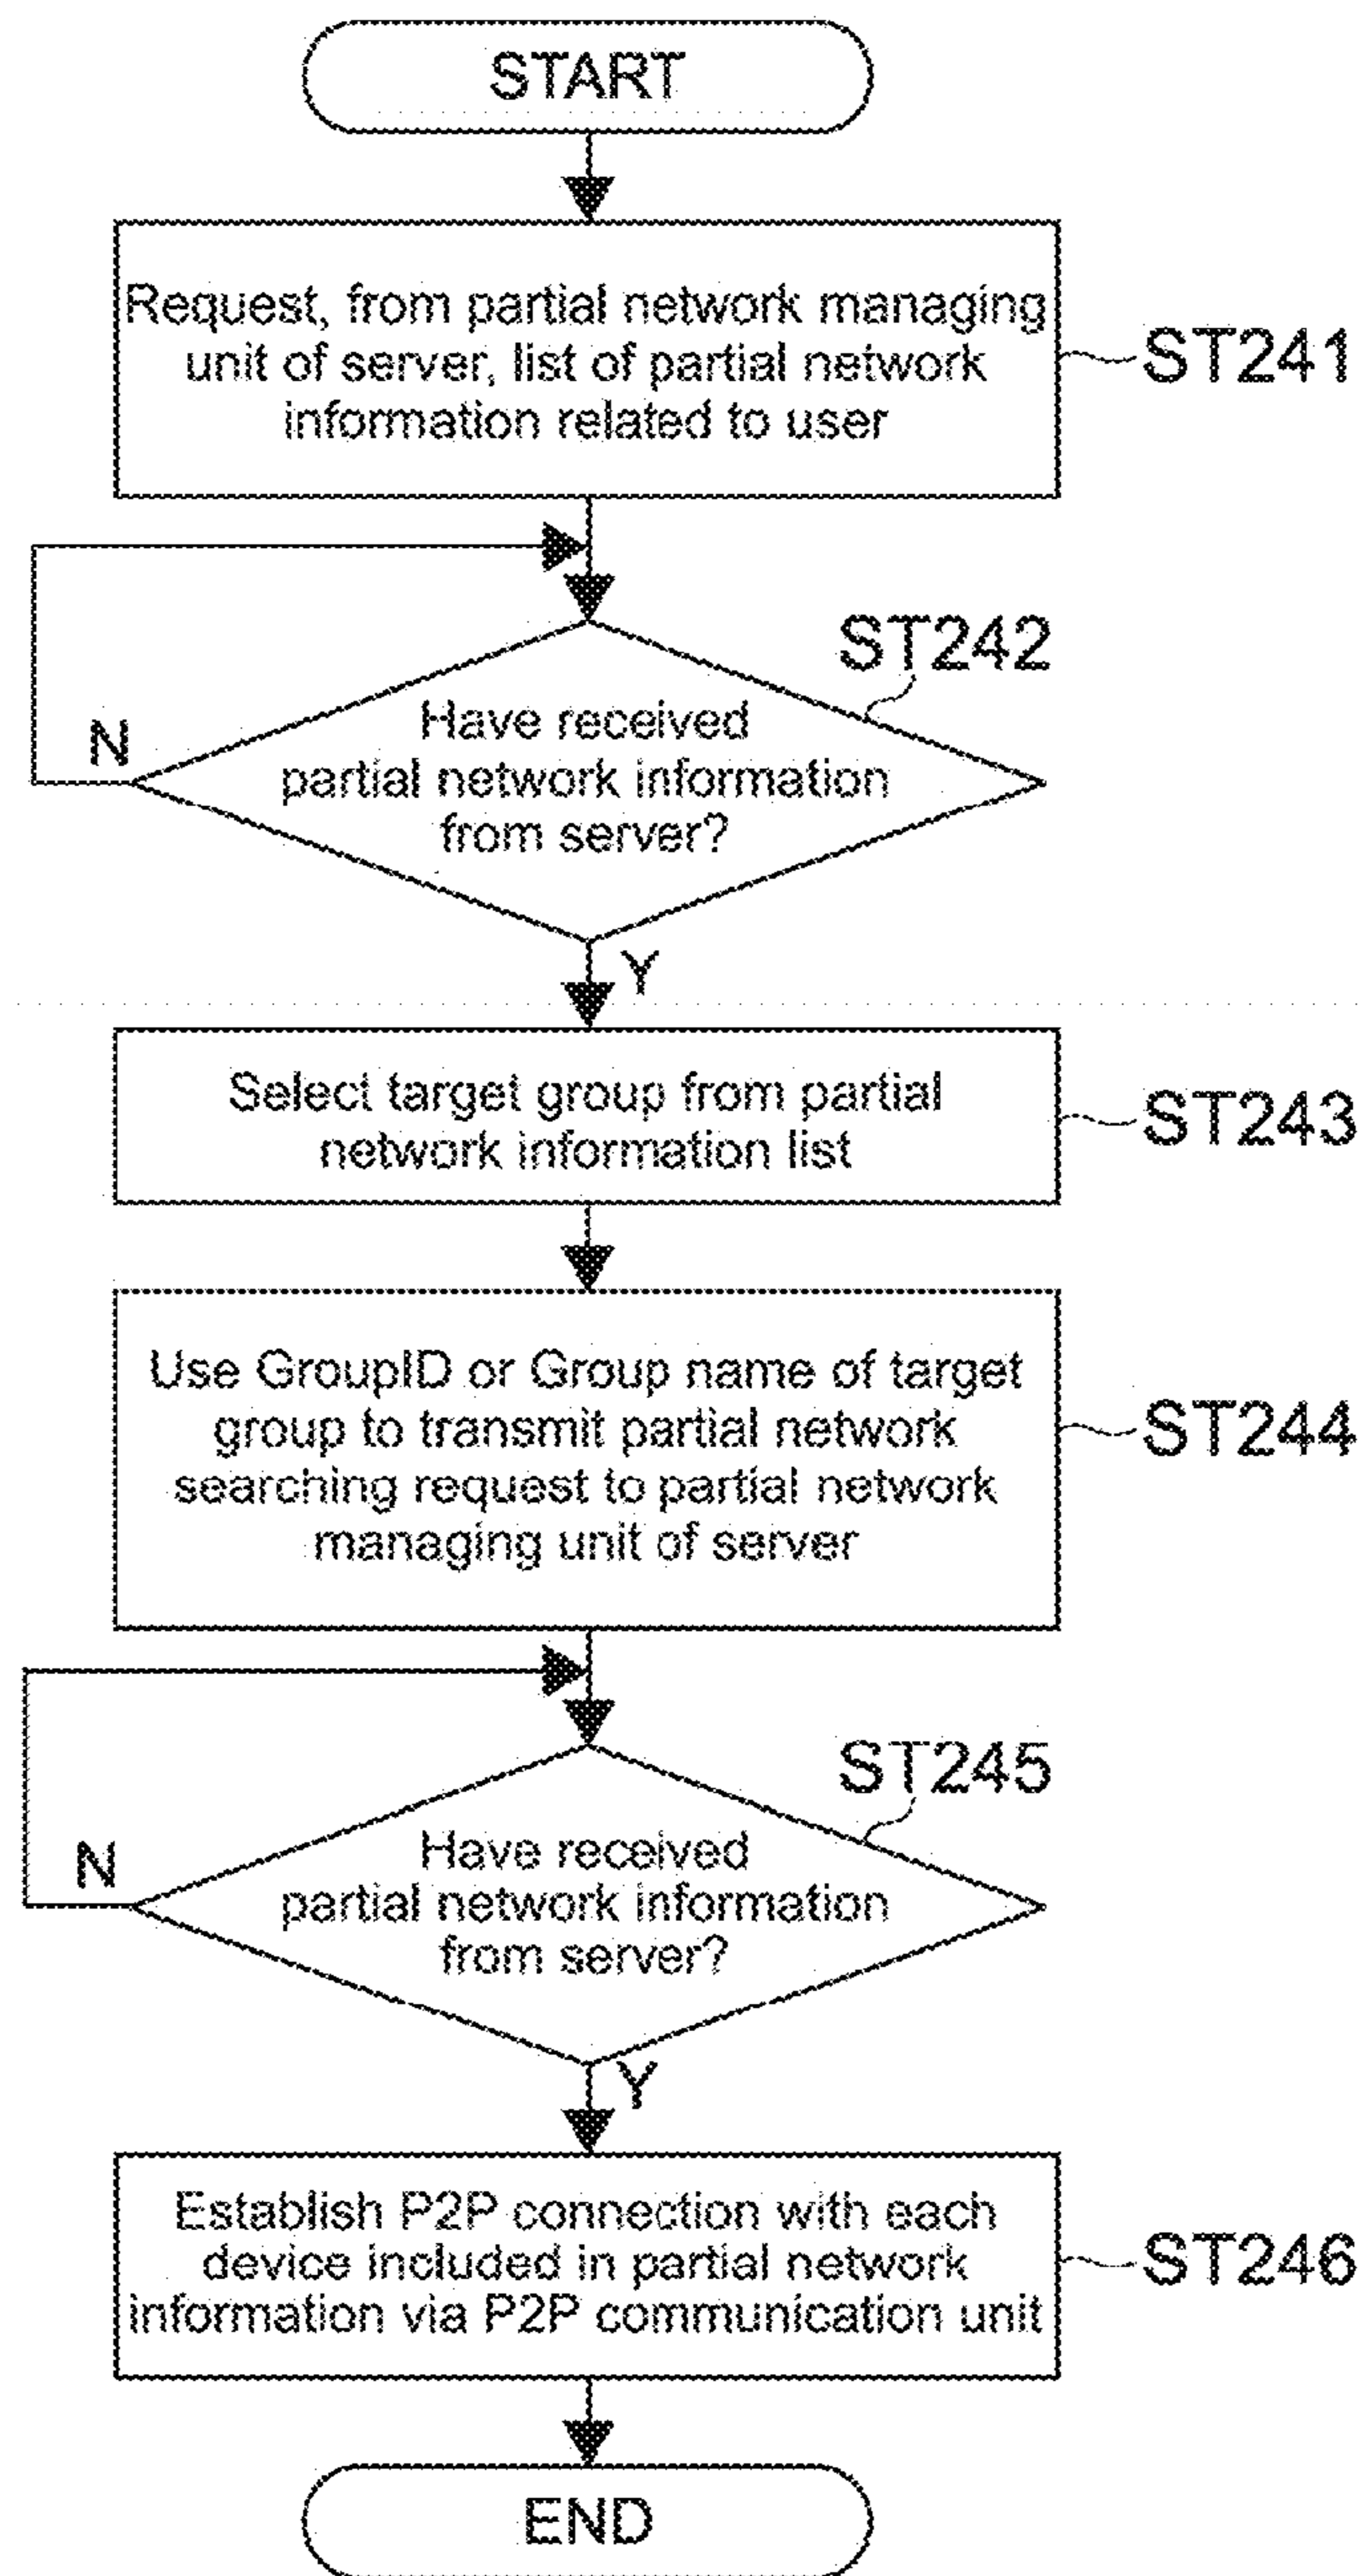 START
Request, from partial network managing
unit of server, list of partial network
information related to user
ST241
ST242
Have received
partial network information
from server?
N
Y
Select target group from partial
network information list
ST243
Use GroupID or Group name of target
group to transmit partial network
searching request to partial network
managing unit of server
ST244
ST245
Have received
partial network information
from server?
N
Y
Establish P2P connection with each
device included in partial network
information via P2P communication unit
ST246
END